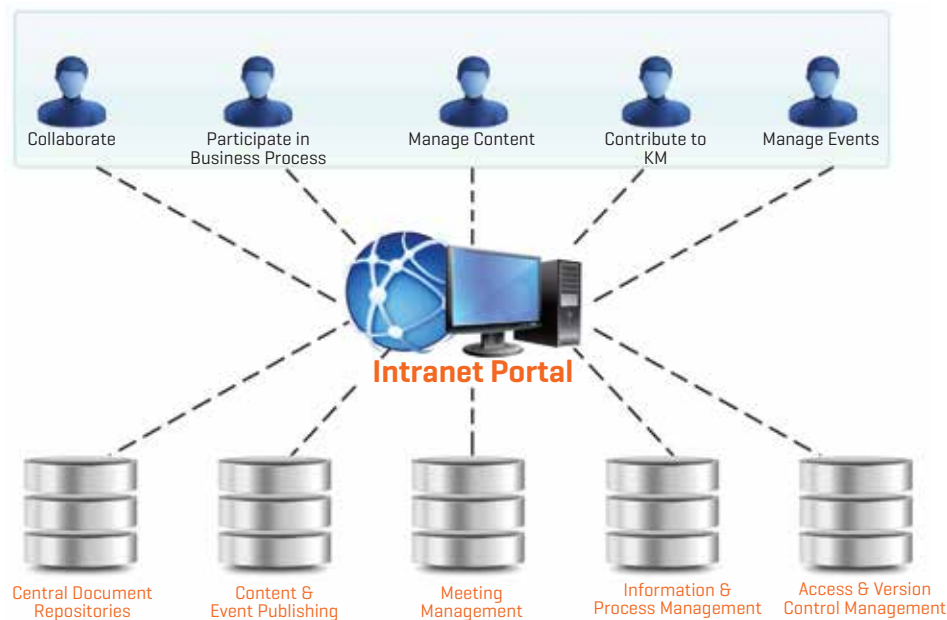 Collaborate
Participate in
Business Process
Manage Content
Contribute to
KM
Manage Events
Intranet Portal
Central Document
Repositories
Content &
Event Publishing
Meeting
Management
Information &
Process Management
Access & Version
Control Management